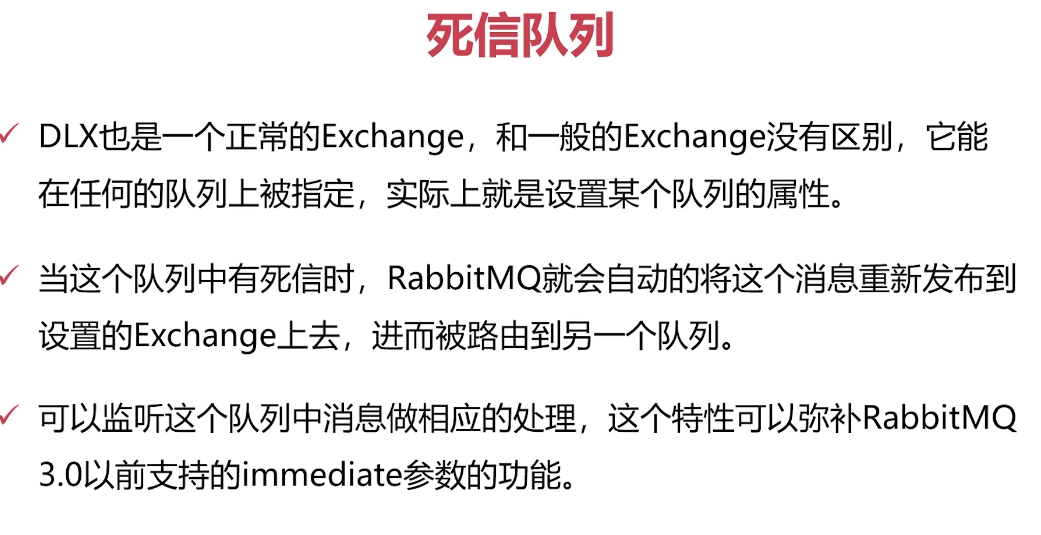 死信队列
✓ DLX也是一个正常的Exchange，和一般的Exchange没有区别，它能
在任何的队列上被指定，实际上就是设置某个队列的属性。
✓ 当这个队列中有死信时，RabbitMQ就会自动的将这个消息重新发布到
设置的Exchange上去，进而被路由到另一个队列。
✓ 可以监听这个队列中消息做相应的处理，这个特性可以弥补RabbitMQ
3.0以前支持的immediate参数的功能。